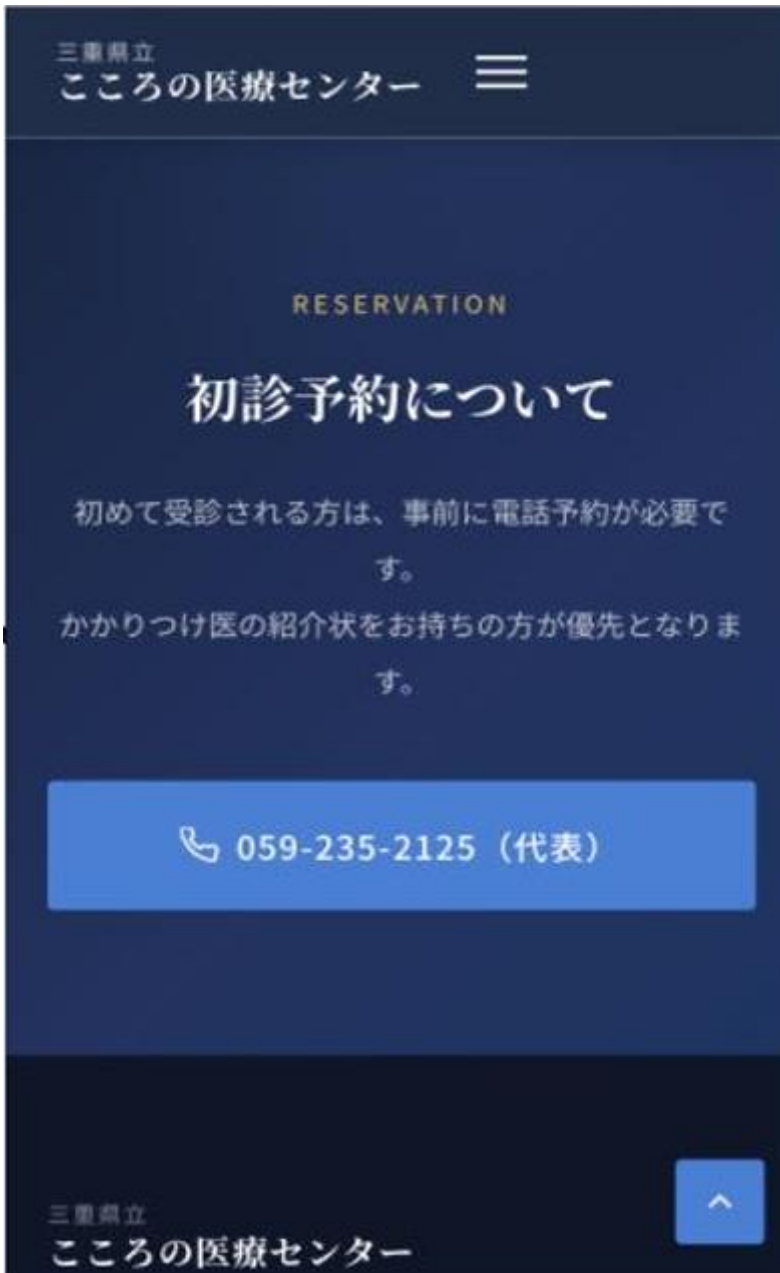 三重県立
こころの医療センター
RESERVATION
初診予約について
初めて受診される方は、事前に電話予約が必要で
す。
かかりつけ医の紹介状をお持ちの方が優先となりま
す。
059-235-2125（代表）
三重県立
こころの医療センター